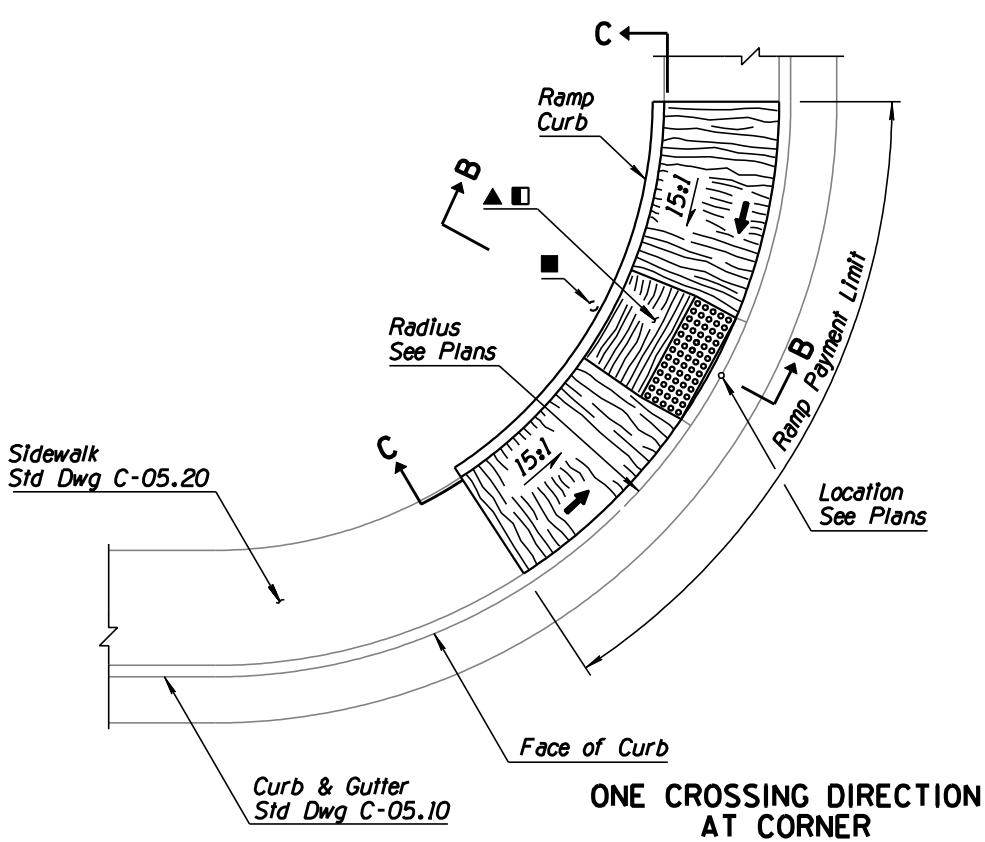 C
Ramp
Curb
B
15:1
Radius
See Plans
B
Ramp Payment Limit
C
15:1
Sidewalk
Std Dwg C-05.20
Location
See Plans
Face of Curb
Curb & Gutter
Std Dwg C-05.10
ONE CROSSING DIRECTION
AT CORNER